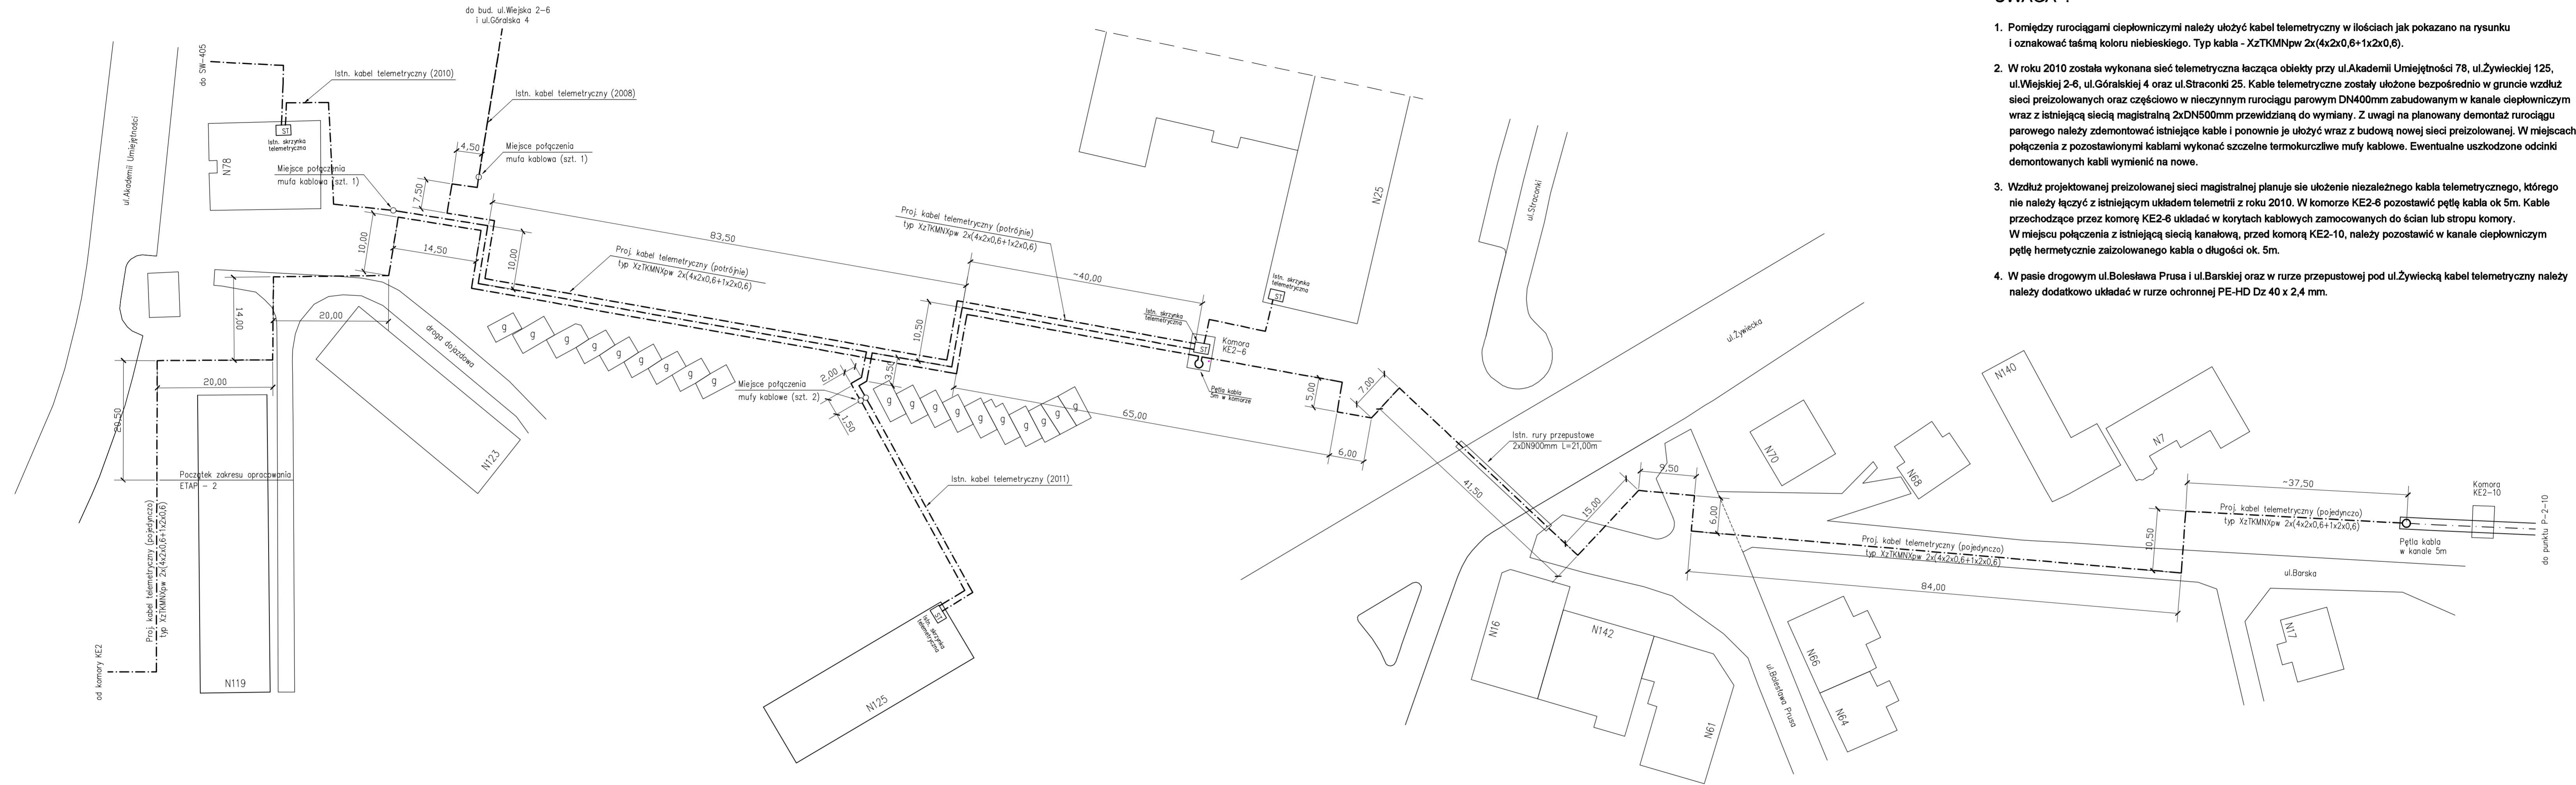 do bud. ul.Wiejska 2-6
i ul.Góralska 4
do SW-405
Istn. kabel telemetryczny (2010)
Istn. kabel telemetryczny (2008)
ul.Akademii Umiejętności
ST
Istn. skrzynka
telemetryczna
N78
Miejsce połączenia
mufa kablowa (szt. 1)
4,50
Miejsce połączenia
mufa kablowa (szt. 1)
7,50
10,00
14,50
10,00
83,50
Proj. kabel telemetryczny (potrójnie)
typ XzTKMNXpw 2x(4x2x0,6+1x2x0,6)
Proj. kabel telemetryczny (potrójnie)
typ XzTKMNXpw 2x(4x2x0,6+1x2x0,6)
~40,00
N25
Istn. skrzynka
telemetryczna
ST
ul.Straconki
14,00
20,00
droga dojazdowa
20,00
20,50
Początek zakresu opracowania
ETAP - 2
N123
Proj. kabel telemetryczny (pojedynczo)
typ XzTKMNXpw 2x(4x2x0,6+1x2x0,6)
od komory KE2
N119
g
g
g
g
g
g
g
g
g
10,50
3,50
2,00
Miejsce połączenia
mufy kablowe (szt. 2)
1,50
g
g
g
g
g
g
g
g
g
65,00
Istn. skrzynka
telemetryczna
ST
Komora
KE2-6
Pętla kabla
5m w komorze
5,00
6,00
7,00
Istn. kabel telemetryczny (2011)
ST
Istn. skrzynka
telemetryczna
N125
ul.Żywiecka
Istn. rury przepustowe
2xDN900mm L=21,00m
41,50
15,00
9,50
6,00
N16
N142
N61
ul.Bolesława Prusa
N66
N64
N70
N68
N140
N7
Proj. kabel telemetryczny (pojedynczo)
typ XzTKMNXpw 2x(4x2x0,6+1x2x0,6)
84,00
10,50
~37,50
Proj. kabel telemetryczny (pojedynczo)
typ XzTKMNXpw 2x(4x2x0,6+1x2x0,6)
Pętla kabla
w kanale 5m
Komora
KE2-10
do punktu P-2-10
ul.Barska
N17
1. Pomiędzy rurociągami ciepłowniczymi należy ułożyć kabel telemetryczny w ilościach jak pokazano na rysunku
i oznakować taśmą koloru niebieskiego. Typ kabla - XzTKMNpw 2x(4x2x0,6+1x2x0,6).
2. W roku 2010 została wykonana sieć telemetryczna łacząca obiekty przy ul.Akademii Umiejętności 78, ul.Żywieckiej 125,
ul.Wiejskiej 2-6, ul.Góralskiej 4 oraz ul.Straconki 25. Kable telemetryczne zostały ułożone bezpośrednio w gruncie wzdłuż
sieci preizolowanych oraz częściowo w nieczynnym rurociągu parowym DN400mm zabudowanym w kanale ciepłowniczym
wraz z istniejącą siecią magistralną 2xDN500mm przewidzianą do wymiany. Z uwagi na planowany demontaż rurociągu
parowego należy zdemontować istniejące kable i ponownie je ułożyć wraz z budową nowej sieci preizolowanej. W miejscach
połączenia z pozostawionymi kablami wykonać szczelne termokurczliwe mufy kablowe. Ewentualne uszkodzone odcinki
demontowanych kabli wymienić na nowe.
3. Wzdłuż projektowanej preizolowanej sieci magistralnej planuje sie ułożenie niezależnego kabla telemetrycznego, którego
nie należy łączyć z istniejącym układem telemetrii z roku 2010. W komorze KE2-6 pozostawić pętlę kabla ok 5m. Kable
przechodzące przez komorę KE2-6 ukladać w korytach kablowych zamocowanych do ścian lub stropu komory.
W miejscu połączenia z istniejącą siecią kanałową, przed komorą KE2-10, należy pozostawić w kanale ciepłowniczym
pętlę hermetycznie zaizolowanego kabla o długości ok. 5m.
4. W pasie drogowym ul.Bolesława Prusa i ul.Barskiej oraz w rurze przepustowej pod ul.Żywiecką kabel telemetryczny należy
należy dodatkowo układać w rurze ochronnej PE-HD Dz 40 x 2,4 mm.